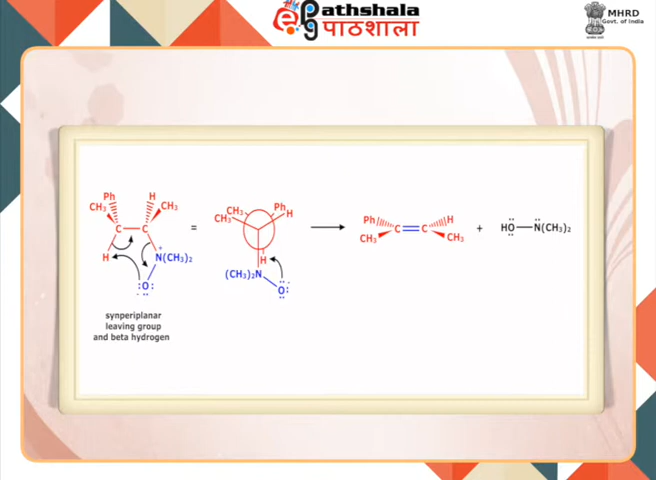 Pathshala
पाठशाला
MHRD
Govt. of India
Ph
H
CH₃
CH₃
C
C
H
N(CH₃)₂
+
:O:
synperiplanar
leaving group
and beta hydrogen
=
CH₃
CH₃
Ph
H
H
(CH₃)₂N
O:
Ph
H
C=C
CH₃
CH₃
+
HO—N(CH₃)₂